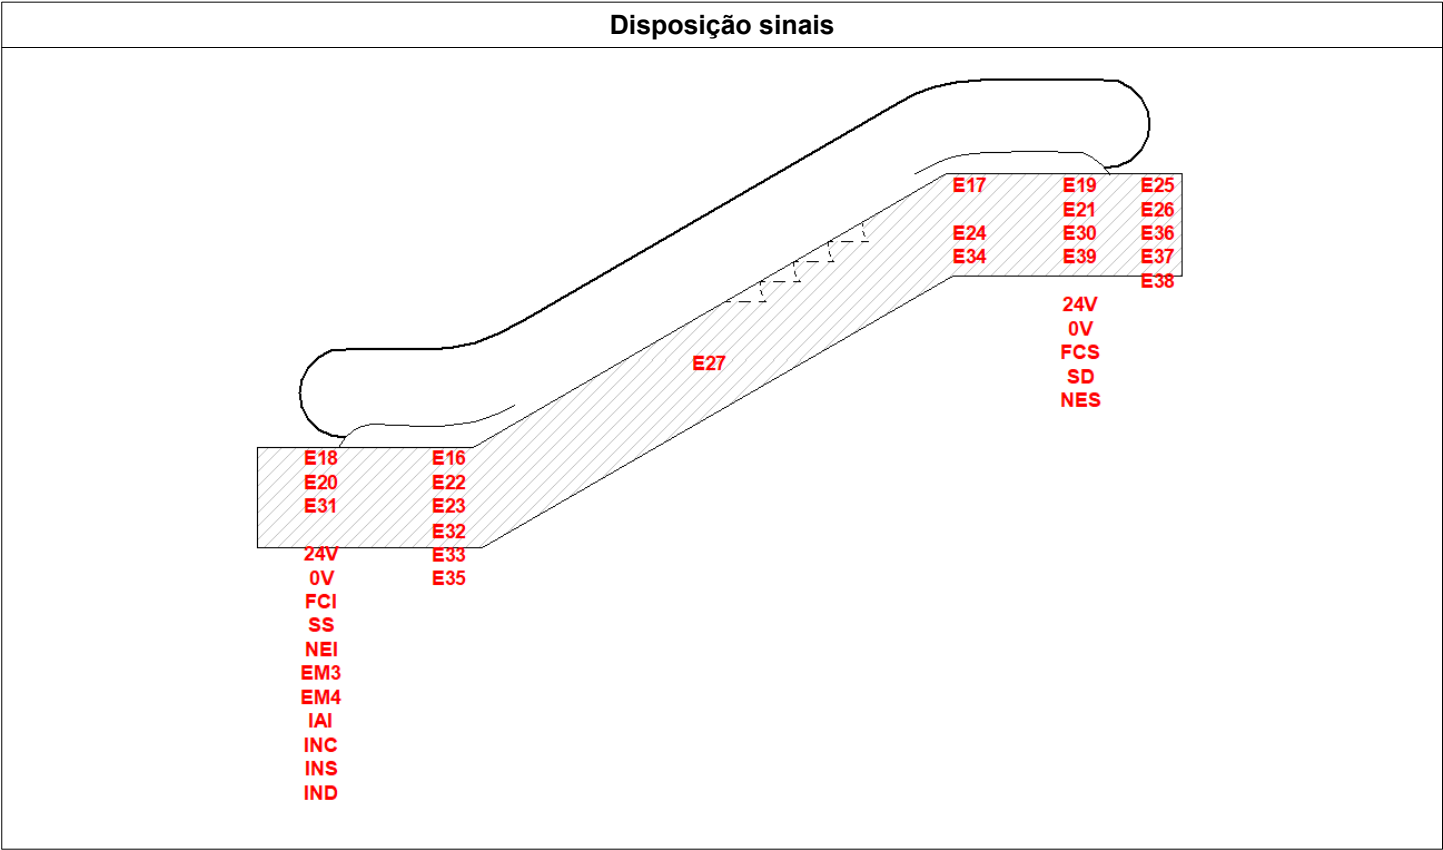 Disposição sinais
E17 E19 E25
E21 E26
E24 E30 E36
E34 E39 E37
E38
24V
0V
FCS
SD
NES
E27
E18 E16
E20 E22
E31 E23
E32
24V E33
0V E35
FCI
SS
NEI
EM3
EM4
IAI
INC
INS
IND